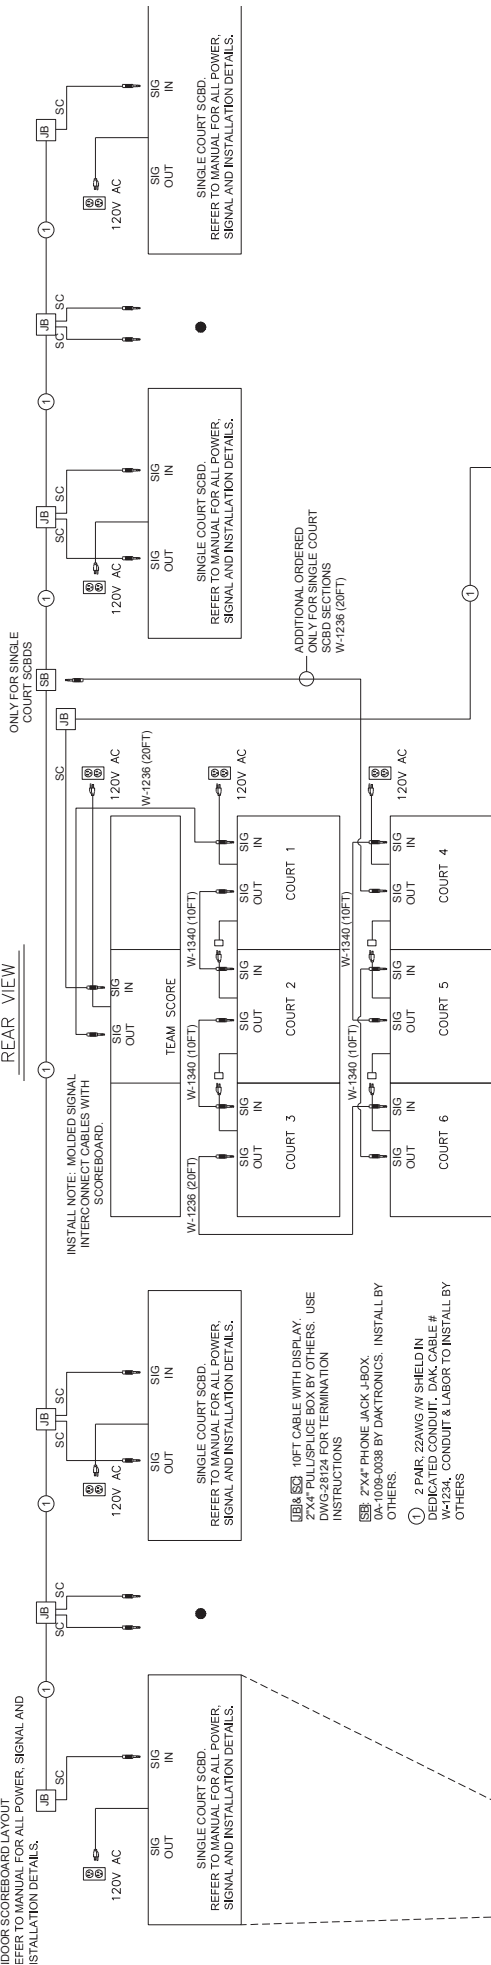 IDOOR SCOREBOARD LAYOUT
EFER TO MANUAL FOR ALL POWER, SIGNAL AND
ISTALLATION DETAILS.
JB
SC
120V AC
SIG
OUT
SIG
IN
SINGLE COURT SCBD.
REFER TO MANUAL FOR ALL POWER,
SIGNAL AND INSTALLATION DETAILS.
1
JB
SC
SC
1
JB
SC
SC
120V AC
SIG
OUT
SIG
IN
SINGLE COURT SCBD.
REFER TO MANUAL FOR ALL POWER,
SIGNAL AND INSTALLATION DETAILS.
JB & SC: 10FT CABLE WITH DISPLAY.
2"X4" PULL/SPLICE BOX BY OTHERS. USE
DWG-28124 FOR TERMINATION
INSTRUCTIONS
SB: 2"X4" PHONE JACK J-BOX.
0A-1009-0038 BY DAKTRONICS. INSTALL BY
OTHERS.
1 2 PAIR, 22AWG /W SHIELD IN
DEDICATED CONDUIT. DAK. CABLE #
W-1234. CONDUIT & LABOR TO INSTALL BY
OTHERS
REAR VIEW
1
INSTALL NOTE: MOLDED SIGNAL
INTERCONNECT CABLES WITH
SCOREBOARD.
SIG
OUT
SIG
IN
TEAM SCORE
SC
120V AC
W-1236 (20FT)
W-1236 (20FT)
W-1340 (10FT)
W-1340 (10FT)
SIG
OUT
SIG
IN
COURT 3
SIG
OUT
SIG
IN
COURT 2
SIG
OUT
SIG
IN
COURT 1
120V AC
W-1340 (10FT)
W-1340 (10FT)
SIG
OUT
SIG
IN
COURT 6
SIG
OUT
SIG
IN
COURT 5
SIG
OUT
SIG
IN
COURT 4
120V AC
JB
ONLY FOR SINGLE
COURT SCBDS
SB
ADDITIONAL ORDERED
ONLY FOR SINGLE COURT
SCBD SECTIONS
W-1236 (20FT)
1
1
JB
SC
SC
120V AC
SIG
OUT
SIG
IN
SINGLE COURT SCBD.
REFER TO MANUAL FOR ALL POWER,
SIGNAL AND INSTALLATION DETAILS.
1
JB
SC
SC
1
JB
SC
120V AC
SIG
OUT
SIG
IN
SINGLE COURT SCBD.
REFER TO MANUAL FOR ALL POWER,
SIGNAL AND INSTALLATION DETAILS.